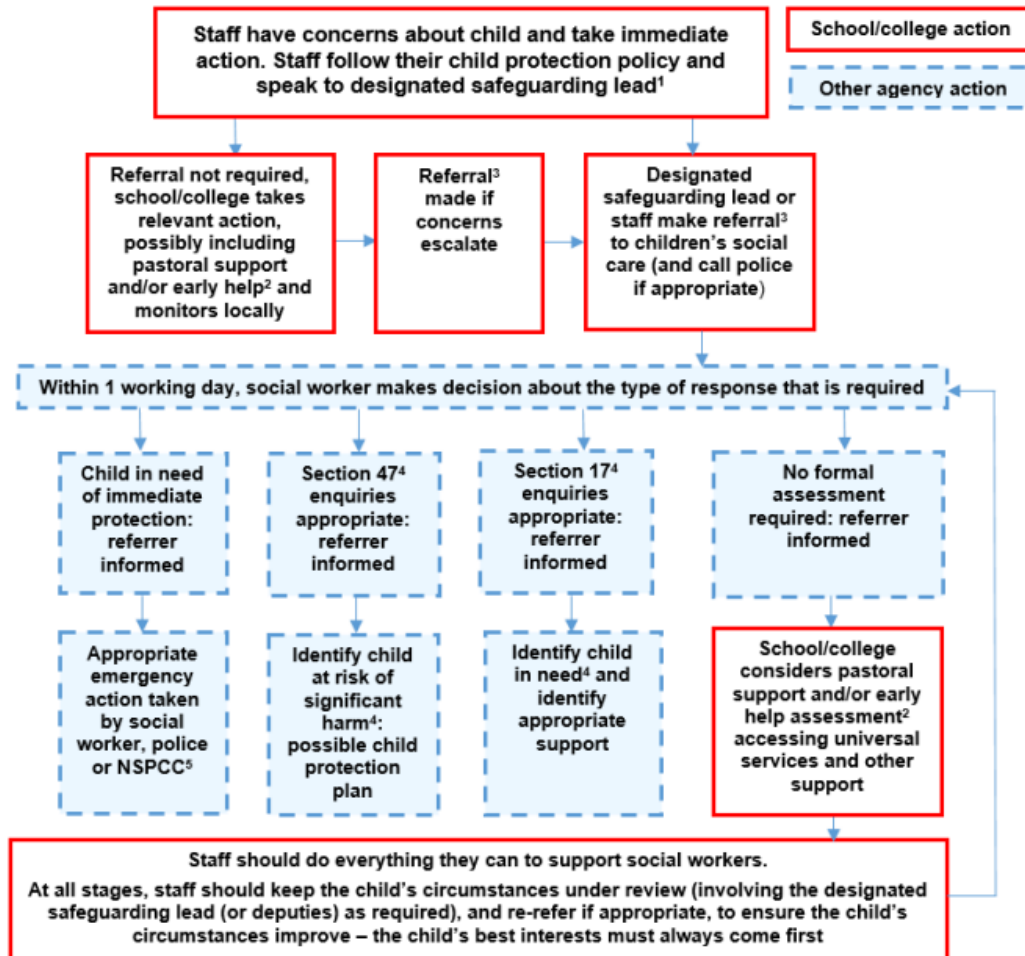 Staff have concerns about child and take immediate
action. Staff follow their child protection policy and
speak to designated safeguarding lead¹
School/college action
Other agency action
Referral not required,
school/college takes
relevant action,
possibly including
pastoral support
and/or early help² and
monitors locally
Referral³
made if
concerns
escalate
Designated
safeguarding lead or
staff make referral³
to children's social
care (and call police
if appropriate)
Within 1 working day, social worker makes decision about the type of response that is required
Child in need
of immediate
protection:
referrer
informed
Section 47⁴
enquiries
appropriate:
referrer
informed
Section 17⁴
enquiries
appropriate:
referrer
informed
No formal
assessment
required: referrer
informed
Appropriate
emergency
action taken
by social
worker, police
or NSPCC⁵
Identify child
at risk of
significant
harm⁴:
possible child
protection
plan
Identify child
in need⁴ and
identify
appropriate
support
School/college
considers pastoral
support and/or early
help assessment²
accessing universal
services and other
support
Staff should do everything they can to support social workers.
At all stages, staff should keep the child's circumstances under review (involving the designated
safeguarding lead (or deputies) as required), and re-refer if appropriate, to ensure the child's
circumstances improve – the child's best interests must always come first